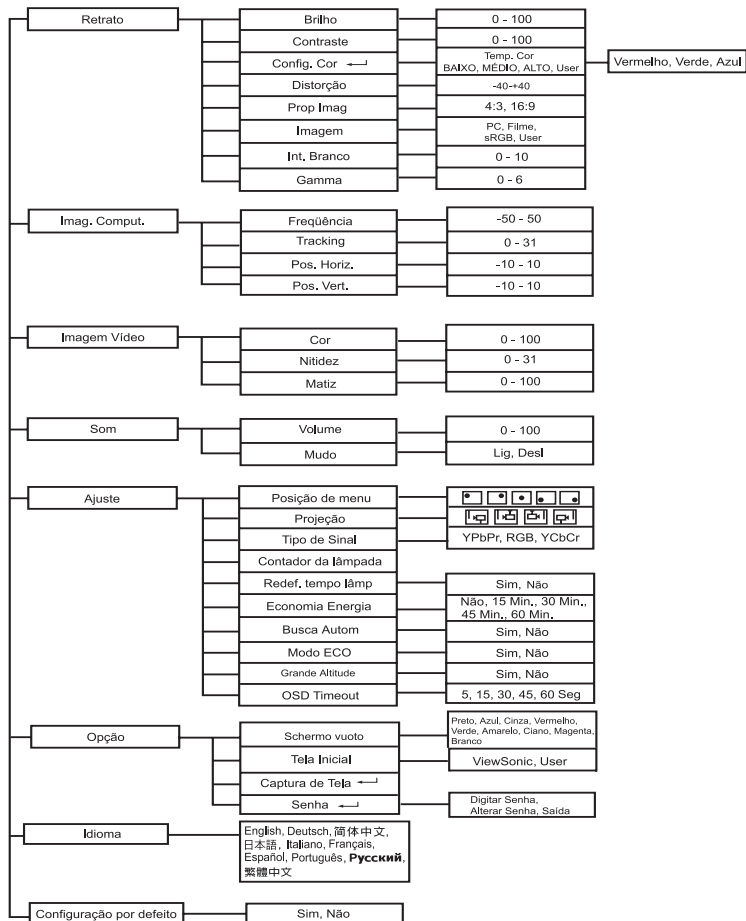 Retrato
Brilho
0 - 100
Contraste
0 - 100
Config. Cor
Temp. Cor
BAIXO, MÉDIO, ALTO, User
Vermelho, Verde, Azul
Distorção
-40-+40
Prop Imag
4:3, 16:9
Imagem
PC, Filme,
sRGB, User
Int. Branco
0 - 10
Gamma
0 - 6
Imag. Comput.
Freqüência
-50 - 50
Tracking
0 - 31
Pos. Horiz.
-10 - 10
Pos. Vert.
-10 - 10
Imagem Vídeo
Cor
0 - 100
Nitidez
0 - 31
Matiz
0 - 100
Som
Volume
0 - 100
Mudo
Lig, Desl
Ajuste
Posição de menu
Projeção
Tipo de Sinal
YPbPr, RGB, YCbCr
Contador da lâmpada
Redef. tempo lâmp
Sim, Não
Economia Energia
Não, 15 Min., 30 Min.,
45 Min., 60 Min.
Busca Autom
Sim, Não
Modo ECO
Sim, Não
Grande Altitude
Sim, Não
OSD Timeout
5, 15, 30, 45, 60 Seg
Opção
Schermo vuoto
Preto, Azul, Cinza, Vermelho,
Verde, Amarelo, Ciano, Magenta,
Branco
Tela Inicial
ViewSonic, User
Captura de Tela
Senha
Digitar Senha,
Alterar Senha, Saída
Idioma
English, Deutsch, 简体中文,
日本語, Italiano, Français,
Español, Português, Русский,
繁體中文
Configuração por defeito
Sim, Não